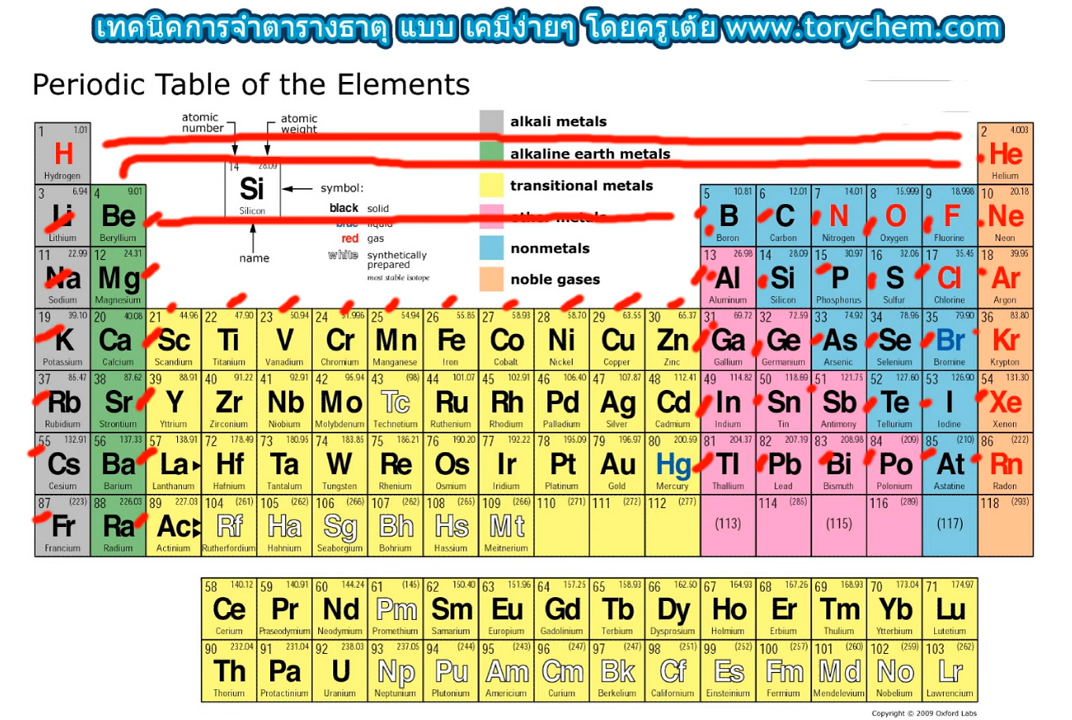 เทคนิคการจำตารางธาตุ แบบ เคมีง่ายๆ โดยครูเต้ย www.torychem.com
Periodic Table of the Elements
atomic number
atomic weight
14 28.09
Si
Silicon
name
symbol:
black solid
blue liquid
red gas
white synthetically prepared
most stable isotope
alkali metals
alkaline earth metals
transitional metals
other metals
nonmetals
noble gases
1 1.01 H Hydrogen
2 4.003 He Helium
3 6.94 Li Lithium
4 9.01 Be Beryllium
5 10.81 B Boron
6 12.01 C Carbon
7 14.01 N Nitrogen
8 15.999 O Oxygen
9 18.998 F Fluorine
10 20.18 Ne Neon
11 22.99 Na Sodium
12 24.31 Mg Magnesium
13 26.98 Al Aluminum
14 28.09 Si Silicon
15 30.97 P Phosphorus
16 32.06 S Sulfur
17 35.45 Cl Chlorine
18 39.95 Ar Argon
19 39.10 K Potassium
20 40.08 Ca Calcium
21 44.96 Sc Scandium
22 47.90 Ti Titanium
23 50.94 V Vanadium
24 51.996 Cr Chromium
25 54.94 Mn Manganese
26 55.85 Fe Iron
27 58.93 Co Cobalt
28 58.70 Ni Nickel
29 63.55 Cu Copper
30 65.37 Zn Zinc
31 69.72 Ga Gallium
32 72.59 Ge Germanium
33 74.92 As Arsenic
34 78.96 Se Selenium
35 79.90 Br Bromine
36 83.80 Kr Krypton
37 85.47 Rb Rubidium
38 87.62 Sr Strontium
39 88.91 Y Yttrium
40 91.22 Zr Zirconium
41 92.91 Nb Niobium
42 95.94 Mo Molybdenum
43 (98) Tc Technetium
44 101.07 Ru Ruthenium
45 102.91 Rh Rhodium
46 106.40 Pd Palladium
47 107.87 Ag Silver
48 112.41 Cd Cadmium
49 114.82 In Indium
50 118.69 Sn Tin
51 121.75 Sb Antimony
52 127.60 Te Tellurium
53 126.90 I Iodine
54 131.30 Xe Xenon
55 132.91 Cs Cesium
56 137.33 Ba Barium
57 138.91 La Lanthanum
72 178.49 Hf Hafnium
73 180.95 Ta Tantalum
74 183.85 W Tungsten
75 186.21 Re Rhenium
76 190.20 Os Osmium
77 192.22 Ir Iridium
78 195.09 Pt Platinum
79 196.97 Au Gold
80 200.59 Hg Mercury
81 204.37 Tl Thallium
82 207.19 Pb Lead
83 208.98 Bi Bismuth
84 (209) Po Polonium
85 (210) At Astatine
86 (222) Rn Radon
87 (223) Fr Francium
88 226.03 Ra Radium
89 227.03 Ac Actinium
104 (261) Rf Rutherfordium
105 (262) Ha Hahnium
106 (266) Sg Seaborgium
107 (264) Bh Bohrium
108 (265) Hs Hassium
109 (266) Mt Meitnerium
110 (271)
111 (272)
112 (277)
(113)
114 (285)
(115)
116 (289)
(117)
118 (293)
58 140.12 Ce Cerium
59 140.91 Pr Praseodymium
60 144.24 Nd Neodymium
61 (145) Pm Promethium
62 150.40 Sm Samarium
63 151.96 Eu Europium
64 157.25 Gd Gadolinium
65 158.93 Tb Terbium
66 162.50 Dy Dysprosium
67 164.93 Ho Holmium
68 167.26 Er Erbium
69 168.93 Tm Thulium
70 173.04 Yb Ytterbium
71 174.97 Lu Lutetium
90 232.04 Th Thorium
91 231.04 Pa Protactinium
92 238.03 U Uranium
93 237.05 Np Neptunium
94 (244) Pu Plutonium
95 (243) Am Americium
96 (247) Cm Curium
97 (247) Bk Berkelium
98 (251) Cf Californium
99 (252) Es Einsteinium
100 (257) Fm Fermium
101 (260) Md Mendelevium
102 (259) No Nobelium
103 (262) Lr Lawrencium
Copyright © 2009 Oxford Labs